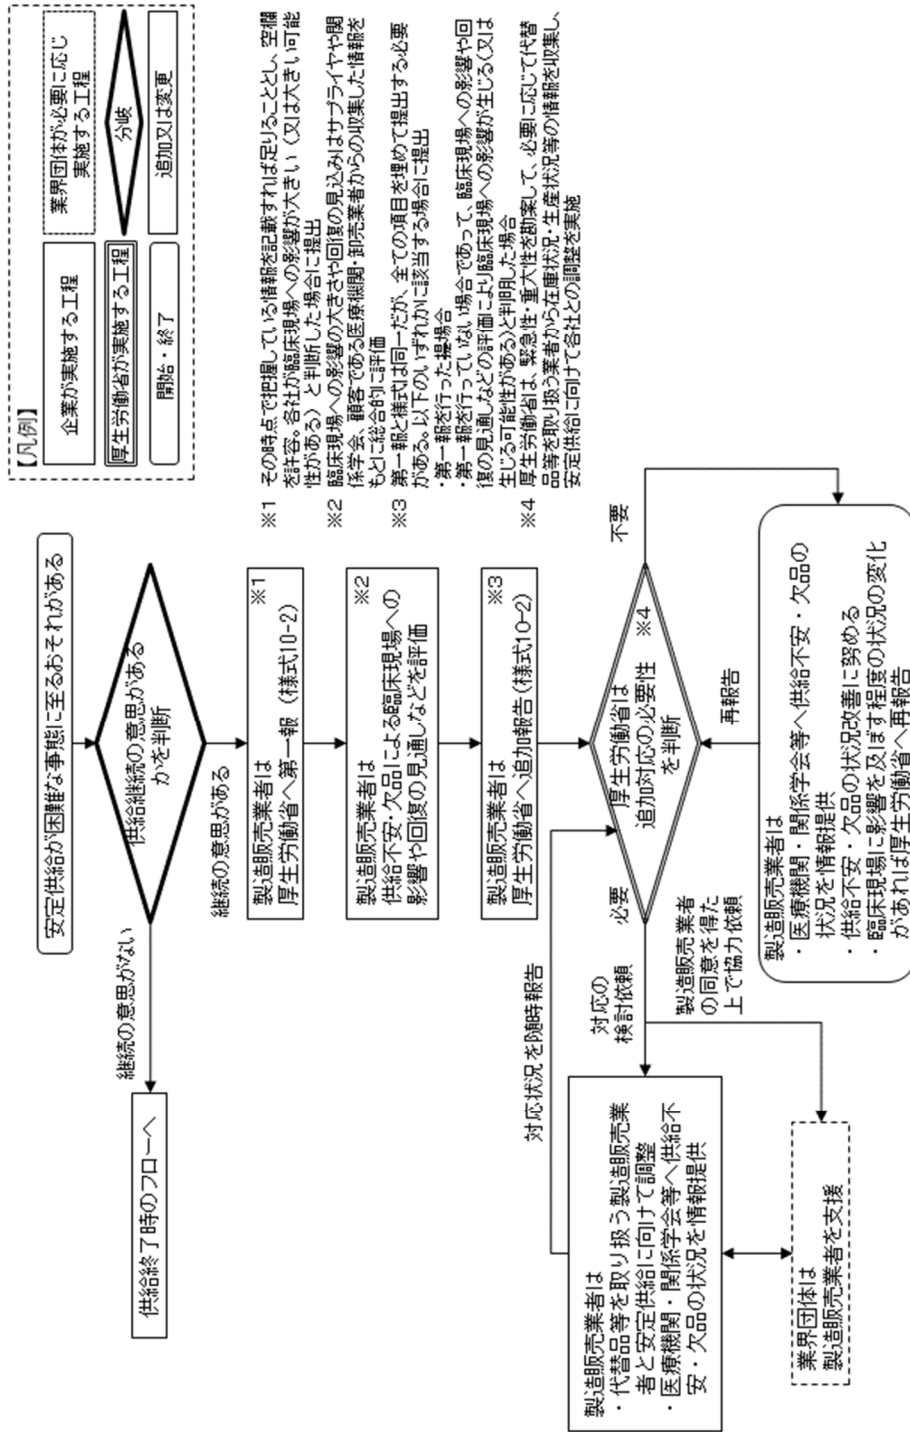 【凡例】
企業が実施する工程
業界団体が必要に応じ
実施する工程
厚生労働省が実施する工程
分岐
開始・終了
追加又は変更
安定供給が困難な事態に至るおそれがある
供給継続の意思がある
かを判断
継続の意思がない
供給終了時のフローへ
継続の意思がある
製造販売業者は
厚生労働省へ第一報（様式10-2）
※1
製造販売業者は
供給不安・欠品による臨床現場への
影響や回復の見通しなどを評価
※2
製造販売業者は
厚生労働省へ追加報告(様式10-2)
※3
厚生労働省は
追加対応の必要性
を判断
※4
不要
必要
再報告
対応状況を随時報告
対応の
検討依頼
製造販売業者
の同意を得た
上で協力依頼
製造販売業者は
・代替品等を取り扱う製造販売業
者と安定供給に向けて調整
・医療機関・関係学会等へ供給不
安・欠品の状況を情報提供
業界団体は
製造販売業者を支援
製造販売業者は
・医療機関・関係学会等へ供給不安・欠品の
状況を情報提供
・供給不安・欠品の状況改善に努める
・臨床現場に影響を及ぼす程度の状況の変化
があれば厚生労働省へ再報告
※1 その時点で把握している情報を記載すれば足りることとし、空欄
を許容。各社が臨床現場への影響が大きい（又は大きい可能
性がある）と判断した場合に提出
※2 臨床現場への影響の大きさや回復の見込みはサプライヤや関
係学会、顧客である医療機関・卸売業者からの収集した情報を
もとに総合的に評価
※3 第一報と様式は同一だが、全ての項目を埋めて提出する必要
がある。以下のいずれかに該当する場合に提出
・第一報を行った場合
・第一報を行っていない場合であって、臨床現場への影響や回
復の見通しなどの評価により臨床現場への影響が生じる(又は
生じる可能性がある)と判明した場合
※4 厚生労働省は、緊急性・重大性を勘案して、必要に応じて代替
品等を取り扱う業者から在庫状況・生産状況等の情報を収集し、
安定供給に向けて各社との調整を実施